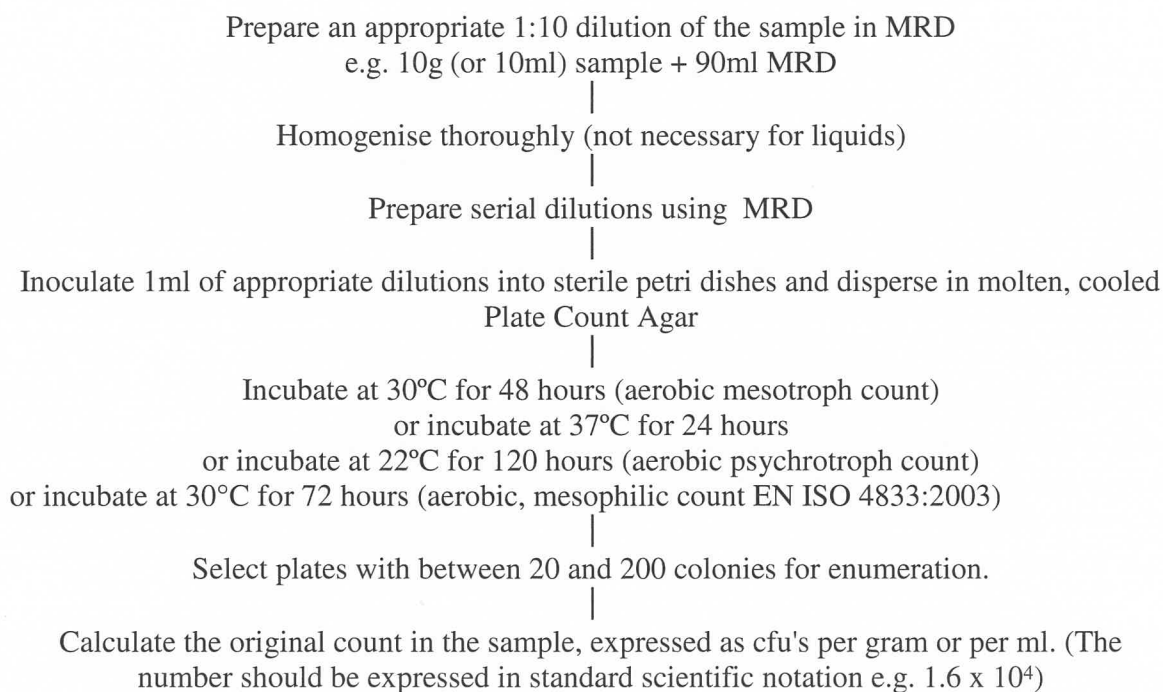 Prepare an appropriate 1:10 dilution of the sample in MRD
e.g. 10g (or 10ml) sample + 90ml MRD
Homogenise thoroughly (not necessary for liquids)
Prepare serial dilutions using MRD
Inoculate 1ml of appropriate dilutions into sterile petri dishes and disperse in molten, cooled
Plate Count Agar
Incubate at 30ºC for 48 hours (aerobic mesotroph count)
or incubate at 37ºC for 24 hours
or incubate at 22ºC for 120 hours (aerobic psychrotroph count)
or incubate at 30°C for 72 hours (aerobic, mesophilic count EN ISO 4833:2003)
Select plates with between 20 and 200 colonies for enumeration.
Calculate the original count in the sample, expressed as cfu's per gram or per ml. (The
number should be expressed in standard scientific notation e.g. 1.6 x 10⁴)